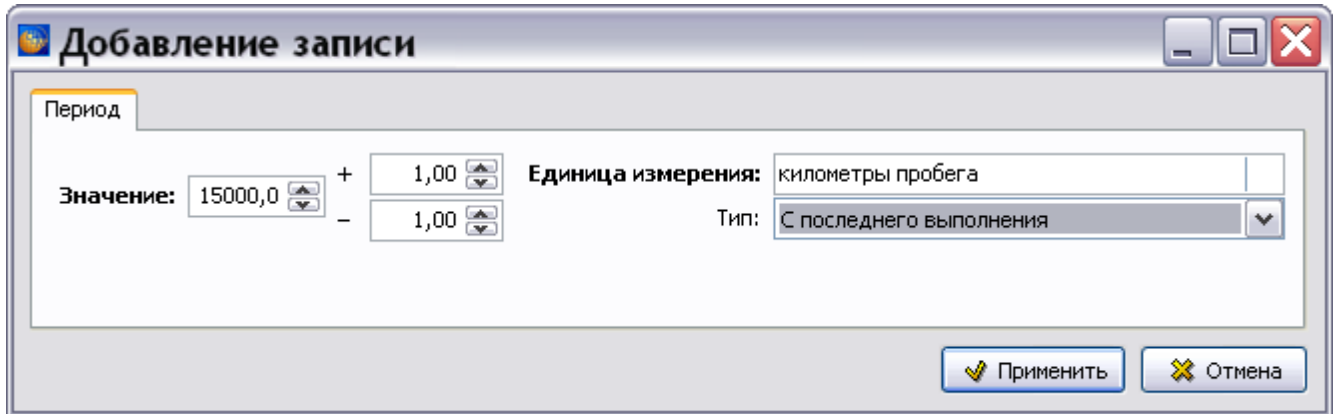 Добавление записи
Период
Значение: 15000,0 + 1,00 Единица измерения: километры пробега
− 1,00 Тип: С последнего выполнения
Применить Отмена